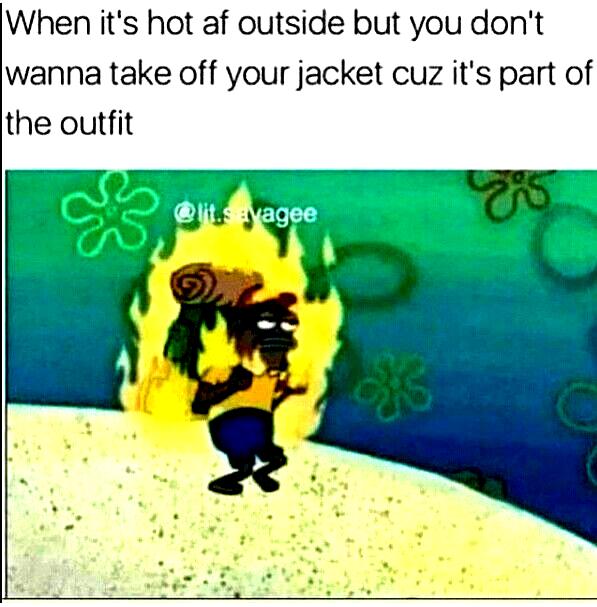 When it's hot af outside but you don't
wanna take off your jacket cuz it's part of
the outfit
@lit.savagee